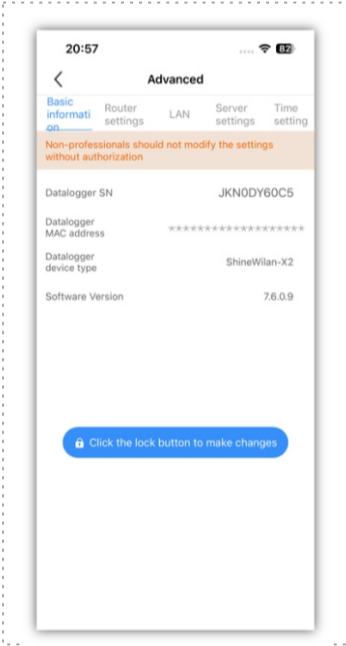 20:57
82
Advanced
Basic
informati
on
Router
settings
LAN
Server
settings
Time
setting
Non-professionals should not modify the settings
without authorization
Datalogger SN
JKN0DY60C5
Datalogger
MAC address
*******************
Datalogger
device type
ShineWilan-X2
Software Version
7.6.0.9
Click the lock button to make changes